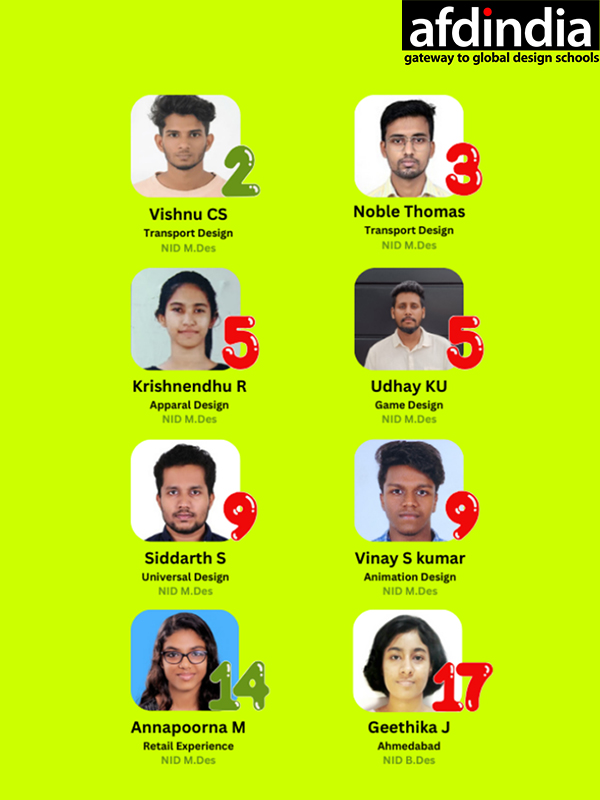 afdindia
gateway to global design schools
2
Vishnu CS
Transport Design
NID M.Des
3
Noble Thomas
Transport Design
NID M.Des
5
Krishnendhu R
Apparal Design
NID M.Des
5
Udhay KU
Game Design
NID M.Des
9
Siddarth S
Universal Design
NID M.Des
9
Vinay S kumar
Animation Design
NID M.Des
14
Annapoorna M
Retail Experience
NID M.Des
17
Geethika J
Ahmedabad
NID B.Des